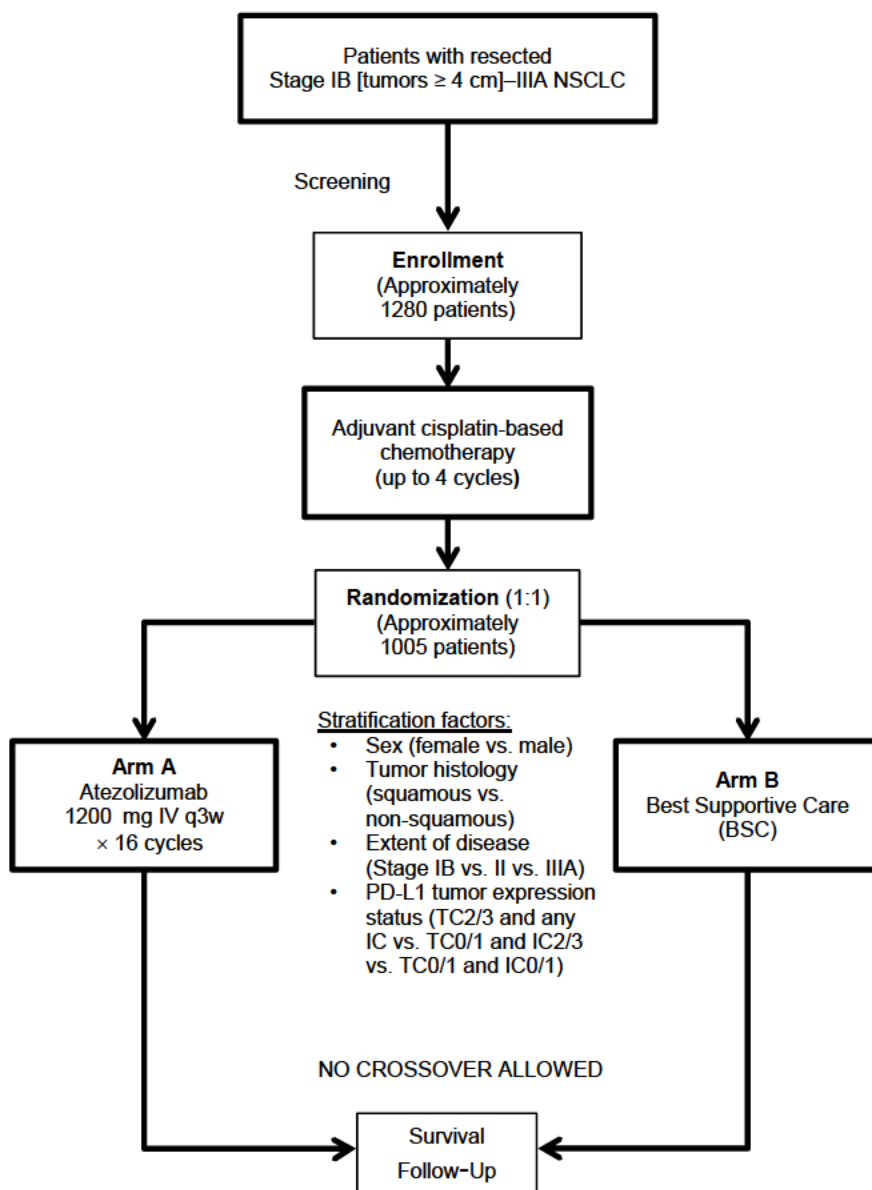 Patients with resected
Stage IB [tumors ≥ 4 cm]–IIIA NSCLC
Screening
Enrollment
(Approximately
1280 patients)
Adjuvant cisplatin-based
chemotherapy
(up to 4 cycles)
Randomization (1:1)
(Approximately
1005 patients)
Arm A
Atezolizumab
1200 mg IV q3w
× 16 cycles
Stratification factors:
• Sex (female vs. male)
• Tumor histology
(squamous vs.
non-squamous)
• Extent of disease
(Stage IB vs. II vs. IIIA)
• PD-L1 tumor expression
status (TC2/3 and any
IC vs. TC0/1 and IC2/3
vs. TC0/1 and IC0/1)
Arm B
Best Supportive Care
(BSC)
NO CROSSOVER ALLOWED
Survival
Follow-Up